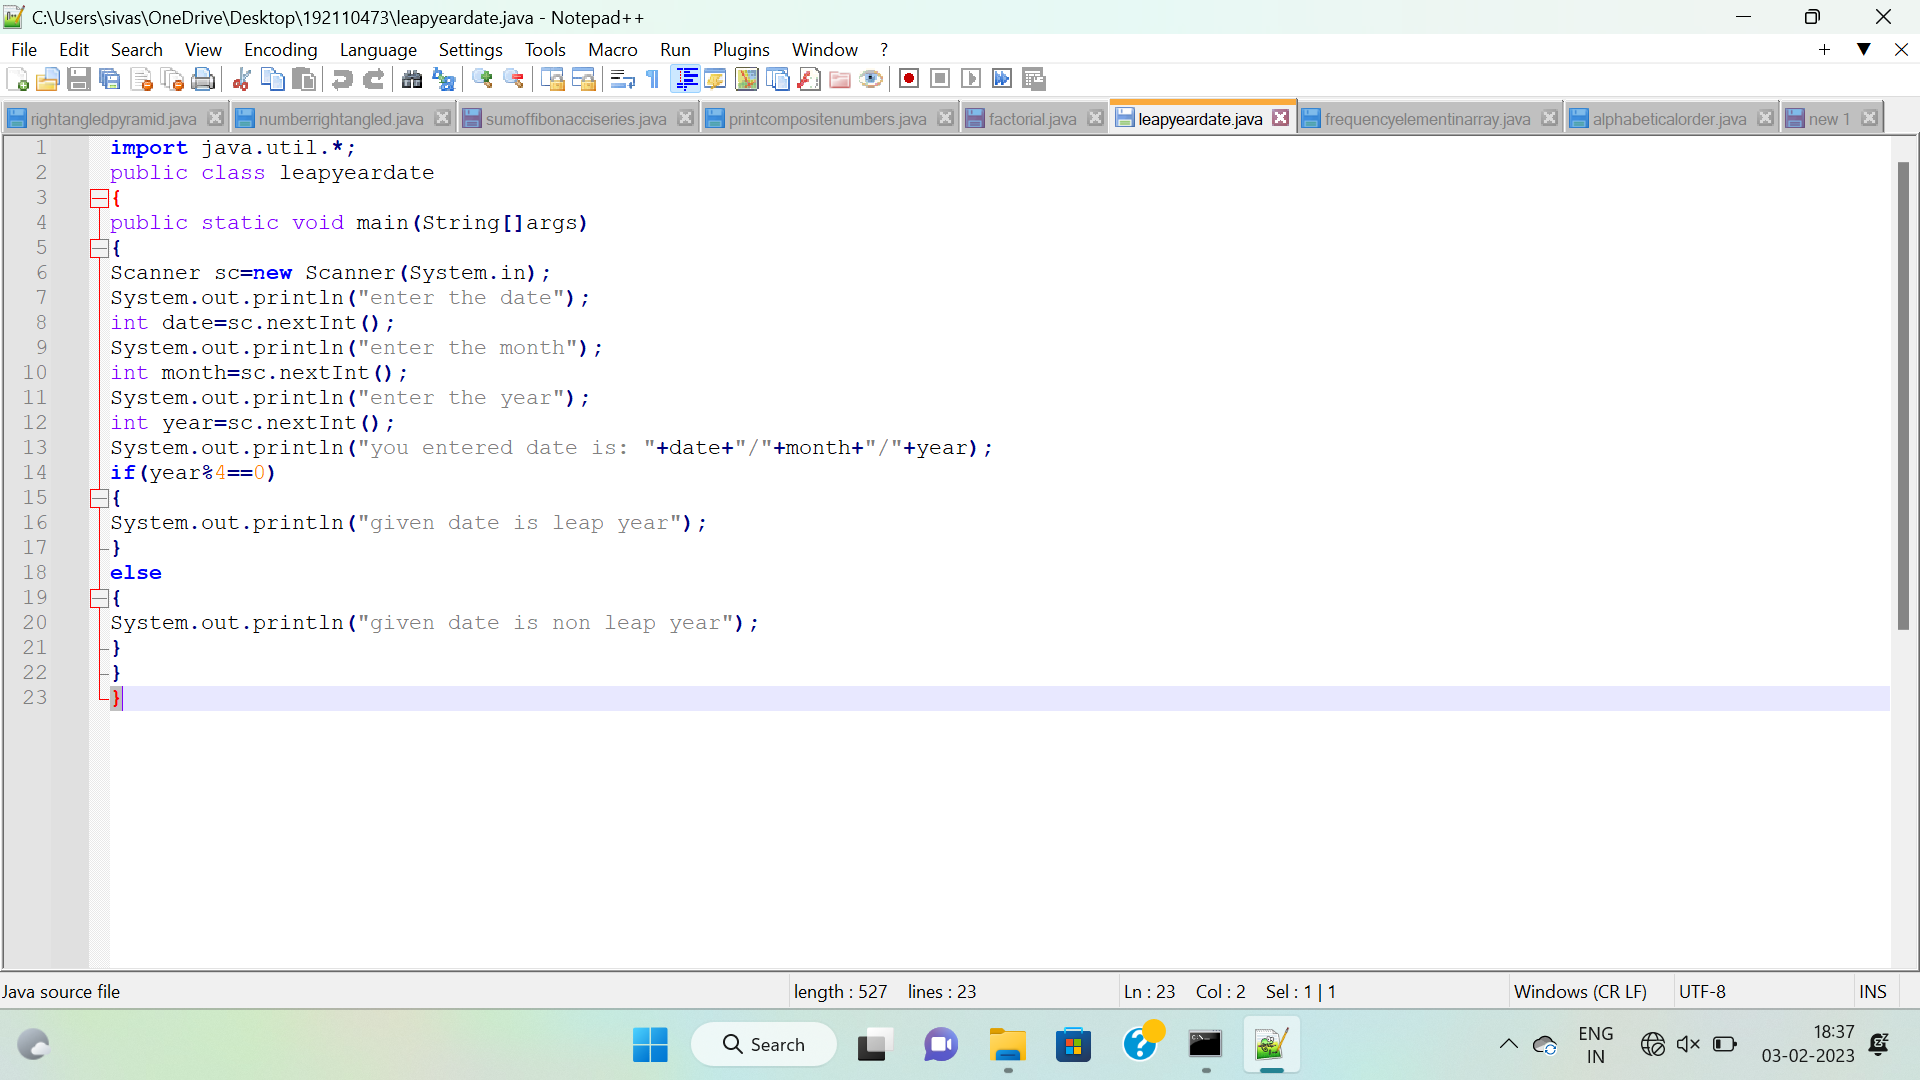 C:\Users\sivas\OneDrive\Desktop\192110473\leapyeardate.java - Notepad++
File Edit Search View Encoding Language Settings Tools Macro Run Plugins Window ?
rightangledpyramid.java numberrightangled.java sumoffibonacciseries.java printcompositenumbers.java factorial.java leapyeardate.java frequencyelementinarray.java alphabeticalorder.java new 1
1 import java.util.*;
2 public class leapyeardate
3 {
4 public static void main(String[]args)
5 {
6 Scanner sc=new Scanner(System.in);
7 System.out.println("enter the date");
8 int date=sc.nextInt();
9 System.out.println("enter the month");
10 int month=sc.nextInt();
11 System.out.println("enter the year");
12 int year=sc.nextInt();
13 System.out.println("you entered date is: "+date+"/"+month+"/"+year);
14 if(year%4==0)
15 {
16 System.out.println("given date is leap year");
17 }
18 else
19 {
20 System.out.println("given date is non leap year");
21 }
22 }
23 }
Java source file length : 527 lines : 23 Ln : 23 Col : 2 Sel : 1 | 1 Windows (CR LF) UTF-8 INS
Search
ENG
IN
18:37
03-02-2023